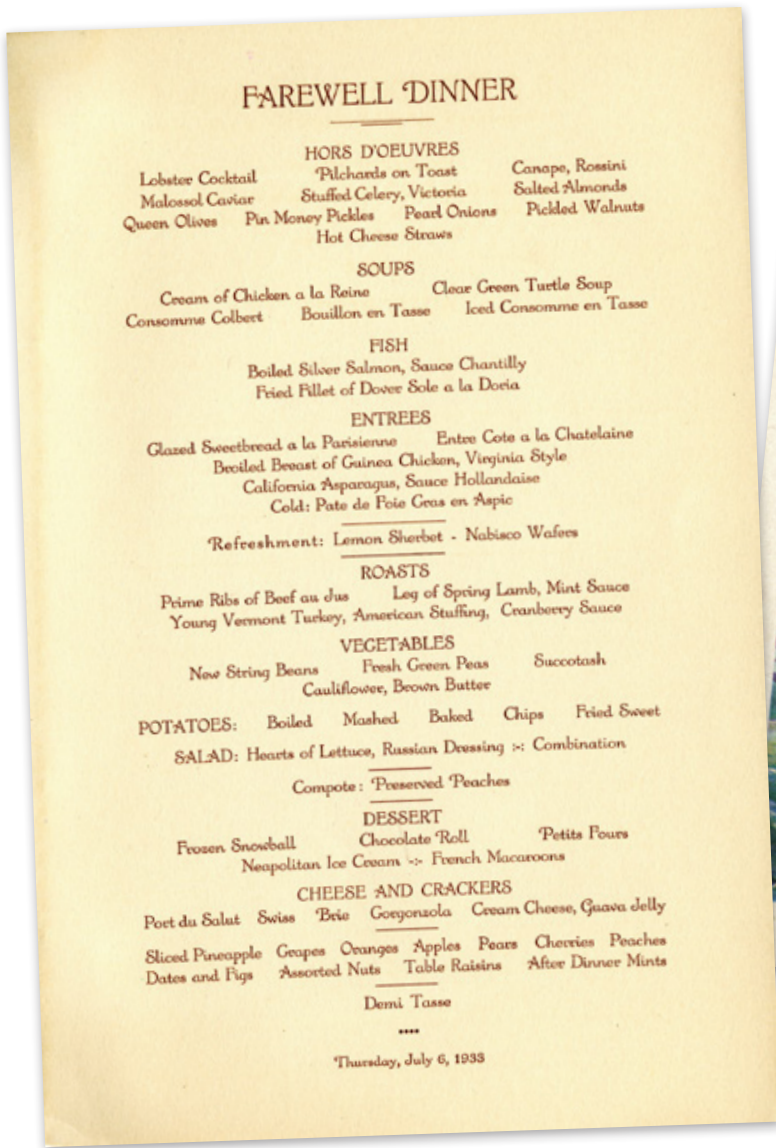 FAREWELL DINNER
HORS D'OEUVRES
Lobster Cocktail Pilchards on Toast Canape, Rossini
Malossol Caviar Stuffed Celery, Victoria Salted Almonds
Queen Olives Pin Money Pickles Pearl Onions Pickled Walnuts
Hot Cheese Straws
SOUPS
Cream of Chicken a la Reine Clear Green Turtle Soup
Consomme Colbert Bouillon en Tasse Iced Consomme en Tasse
FISH
Boiled Silver Salmon, Sauce Chantilly
Fried Fillet of Dover Sole a la Doria
ENTREES
Glazed Sweetbread a la Parisienne Entre Cote a la Chatelaine
Broiled Breast of Guinea Chicken, Virginia Style
California Asparagus, Sauce Hollandaise
Cold: Pate de Foie Gras en Aspic
Refreshment: Lemon Sherbet - Nabisco Wafers
ROASTS
Prime Ribs of Beef au Jus Leg of Spring Lamb, Mint Sauce
Young Vermont Turkey, American Stuffing, Cranberry Sauce
VEGETABLES
New String Beans Fresh Green Peas Succotash
Cauliflower, Brown Butter
POTATOES: Boiled Mashed Baked Chips Fried Sweet
SALAD: Hearts of Lettuce, Russian Dressing :-: Combination
Compote: Preserved Peaches
DESSERT
Frozen Snowball Chocolate Roll Petits Fours
Neapolitan Ice Cream -:- French Macaroons
CHEESE AND CRACKERS
Port du Salut Swiss Brie Gorgonzola Cream Cheese, Guava Jelly
Sliced Pineapple Grapes Oranges Apples Pears Cherries Peaches
Dates and Figs Assorted Nuts Table Raisins After Dinner Mints
Demi Tasse
Thursday, July 6, 1933